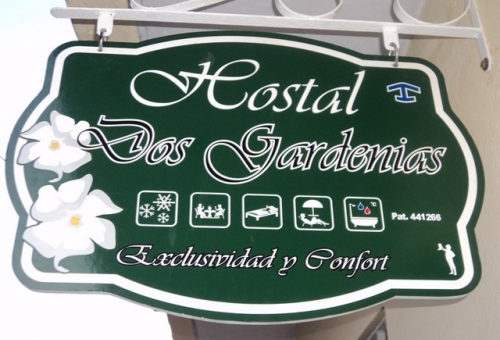 Hostal
Dos Gardenias
Pat. 441266
Exclusividad y Confort